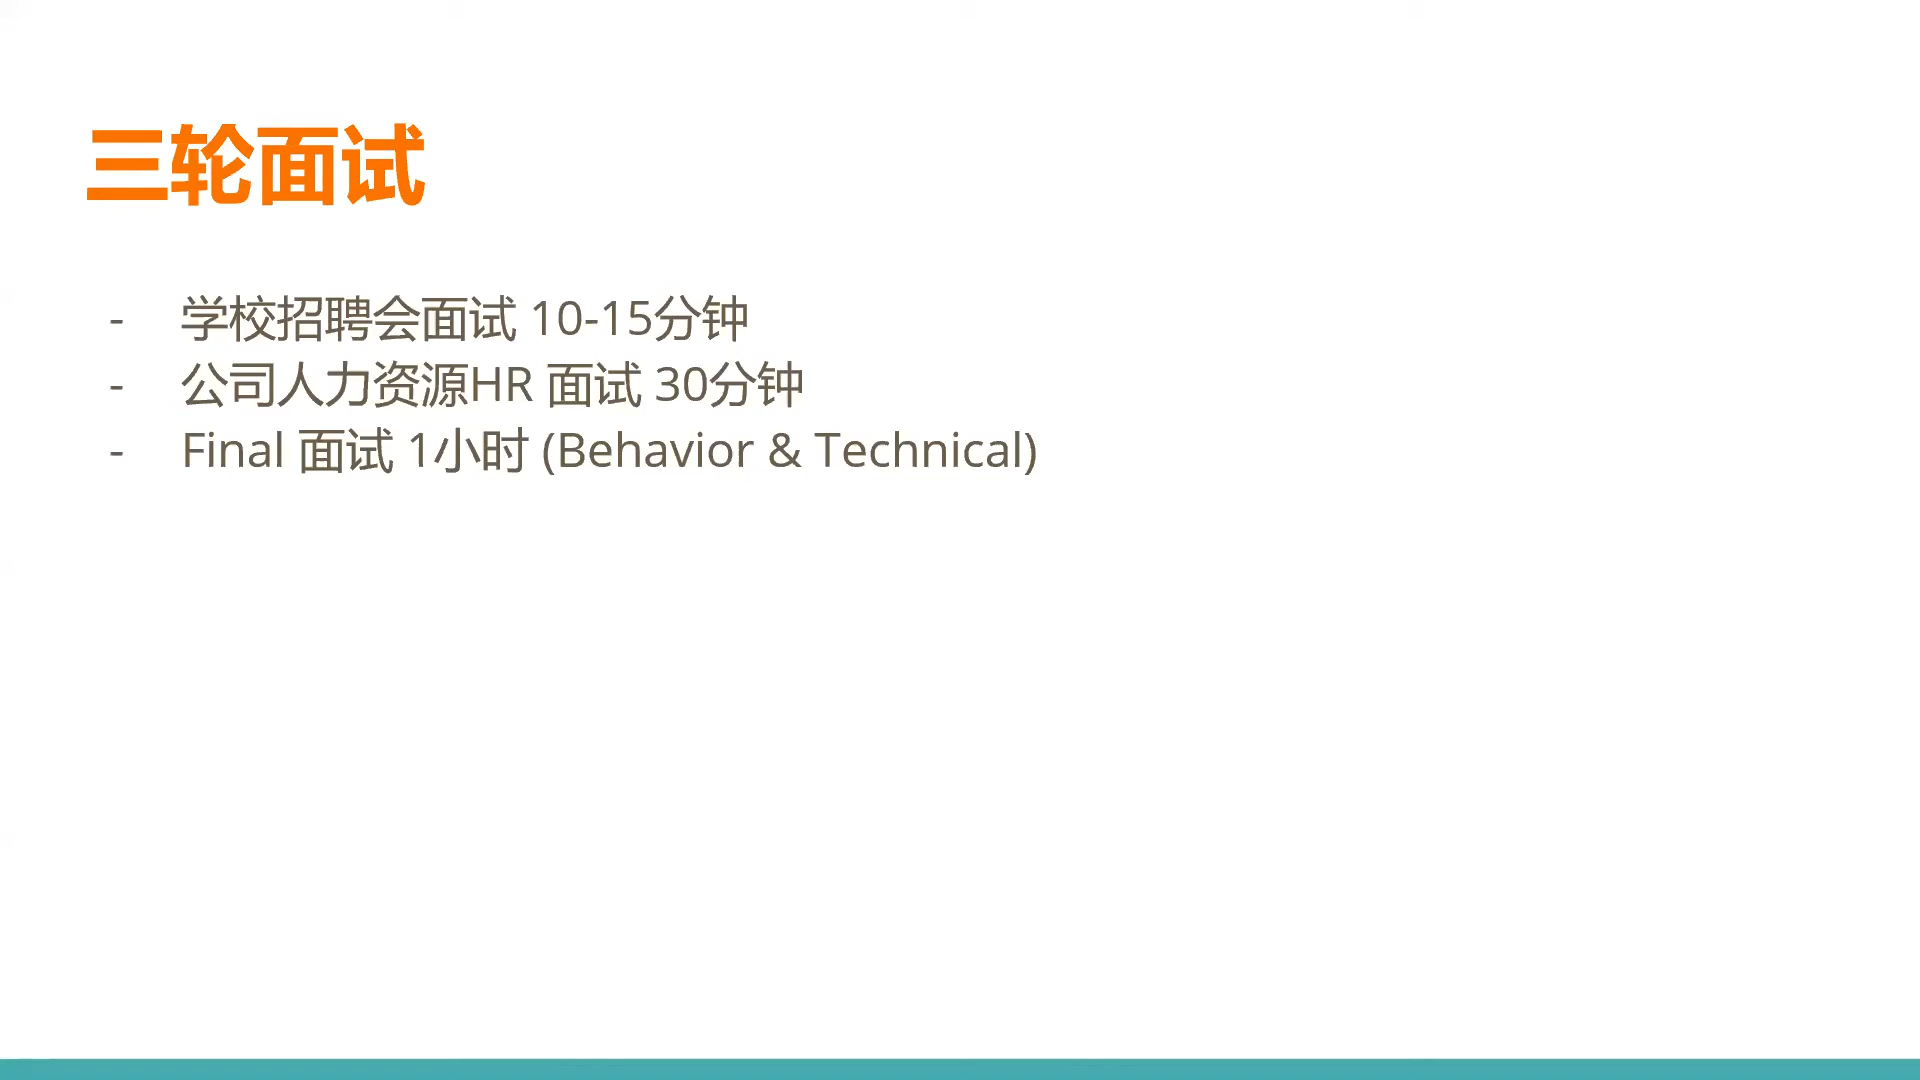 三轮面试
- 学校招聘会面试 10-15分钟
- 公司人力资源HR 面试 30分钟
- Final 面试 1小时 (Behavior & Technical)